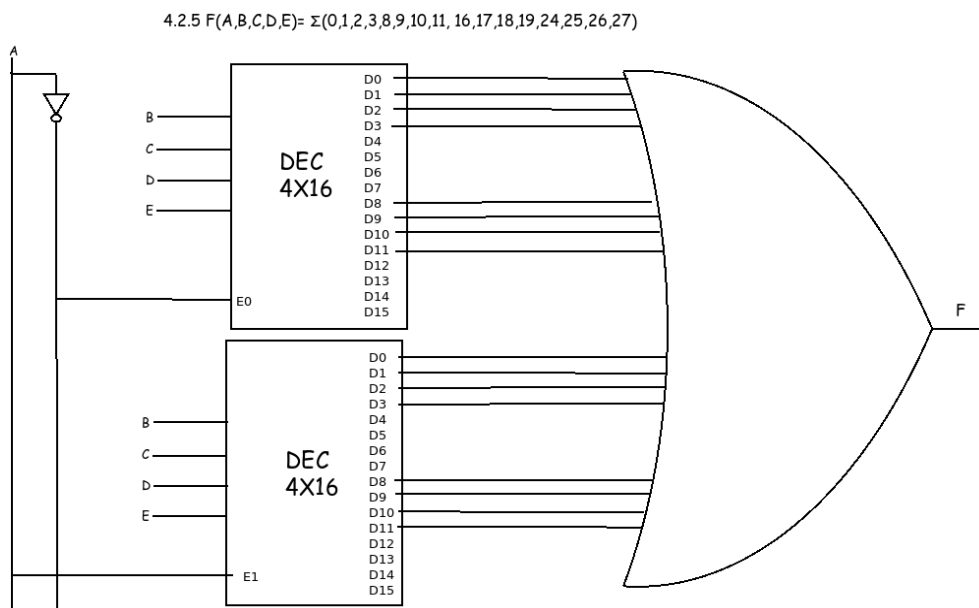 4.2.5 F(A,B,C,D,E)= Σ(0,1,2,3,8,9,10,11, 16,17,18,19,24,25,26,27)
A
B
C
D
E
DEC
4X16
E0
D0
D1
D2
D3
D4
D5
D6
D7
D8
D9
D10
D11
D12
D13
D14
D15
F
B
C
D
E
DEC
4X16
E1
D0
D1
D2
D3
D4
D5
D6
D7
D8
D9
D10
D11
D12
D13
D14
D15